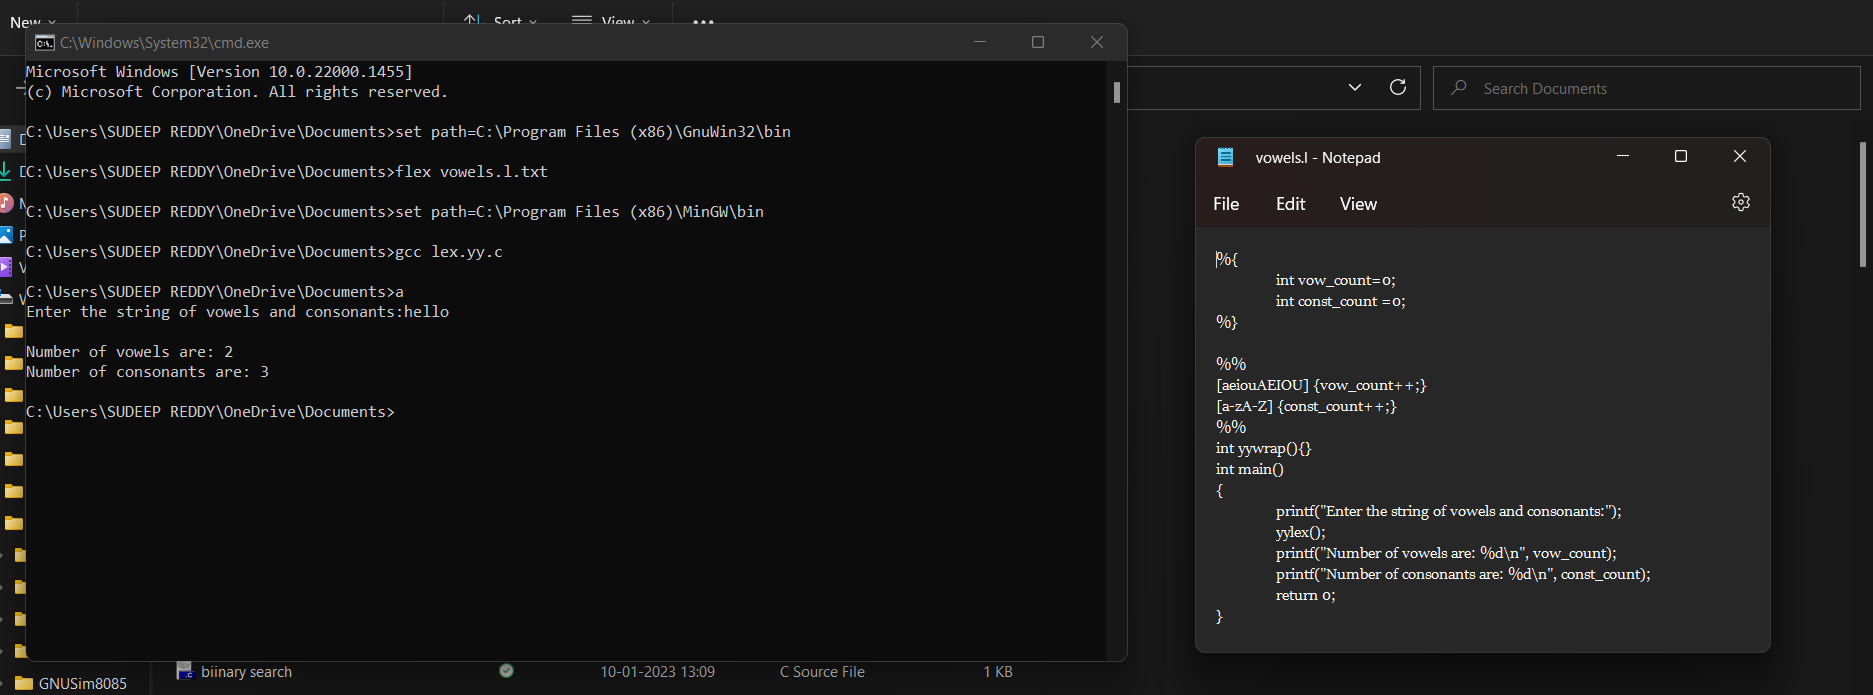 New
Sort
View
C:\Windows\System32\cmd.exe
Microsoft Windows [Version 10.0.22000.1455]
(c) Microsoft Corporation. All rights reserved.
C:\Users\SUDEEP REDDY\OneDrive\Documents>set path=C:\Program Files (x86)\GnuWin32\bin
C:\Users\SUDEEP REDDY\OneDrive\Documents>flex vowels.l.txt
C:\Users\SUDEEP REDDY\OneDrive\Documents>set path=C:\Program Files (x86)\MinGW\bin
C:\Users\SUDEEP REDDY\OneDrive\Documents>gcc lex.yy.c
C:\Users\SUDEEP REDDY\OneDrive\Documents>a
Enter the string of vowels and consonants:hello
Number of vowels are: 2
Number of consonants are: 3
C:\Users\SUDEEP REDDY\OneDrive\Documents>
Search Documents
vowels.l - Notepad
File Edit View
%{
int vow_count=0;
int const_count =0;
%}
%%
[aeiouAEIOU] {vow_count++;}
[a-zA-Z] {const_count++;}
%%
int yywrap(){}
int main()
{
printf("Enter the string of vowels and consonants:");
yylex();
printf("Number of vowels are: %d\n", vow_count);
printf("Number of consonants are: %d\n", const_count);
return 0;
}
biinary search 10-01-2023 13:09 C Source File 1 KB
GNUSim8085